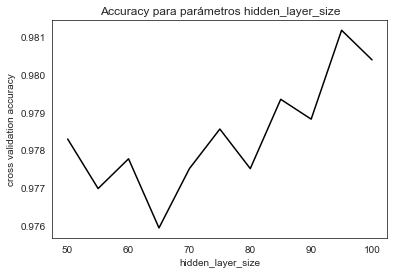 Accuracy para parámetros hidden_layer_size
cross validation accuracy
0.981
0.980
0.979
0.978
0.977
0.976
50 60 70 80 90 100
hidden_layer_size